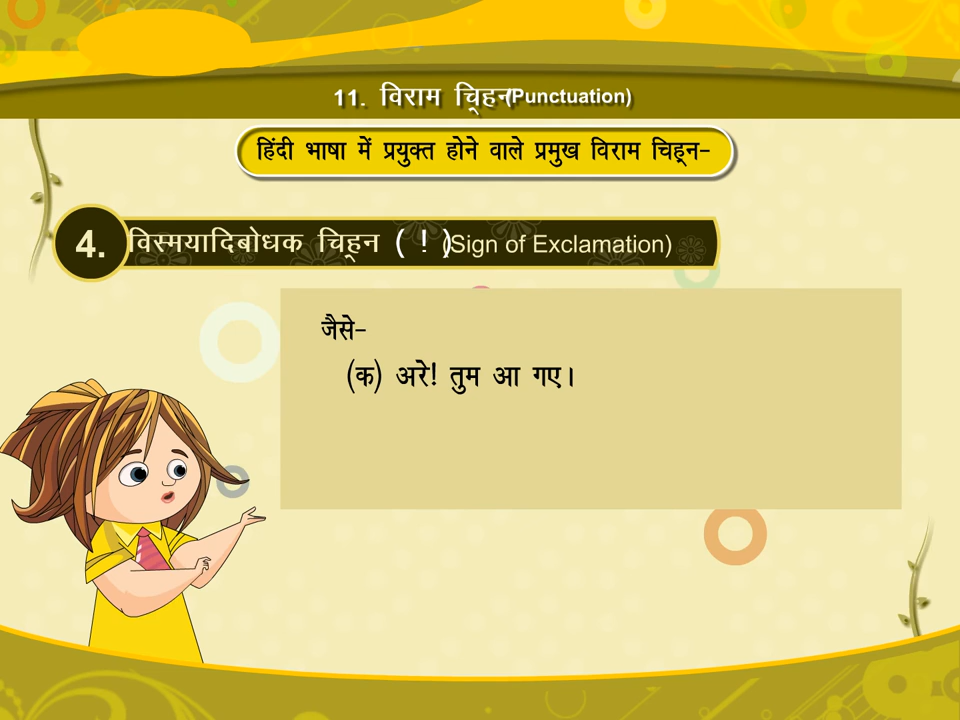 11. विराम चिह्न(Punctuation)
हिंदी भाषा में प्रयुक्त होने वाले प्रमुख विराम चिह्न-
4. विस्मयादिबोधक चिह्न ( ! ) (Sign of Exclamation)
जैसे-
(क) अरे! तुम आ गए।